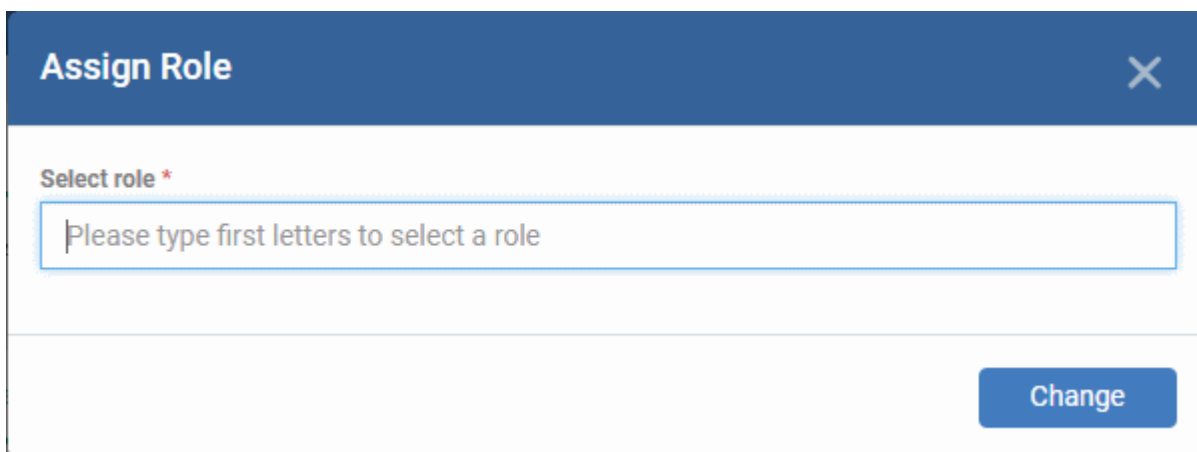 Assign Role
Select role *
Please type first letters to select a role
Change